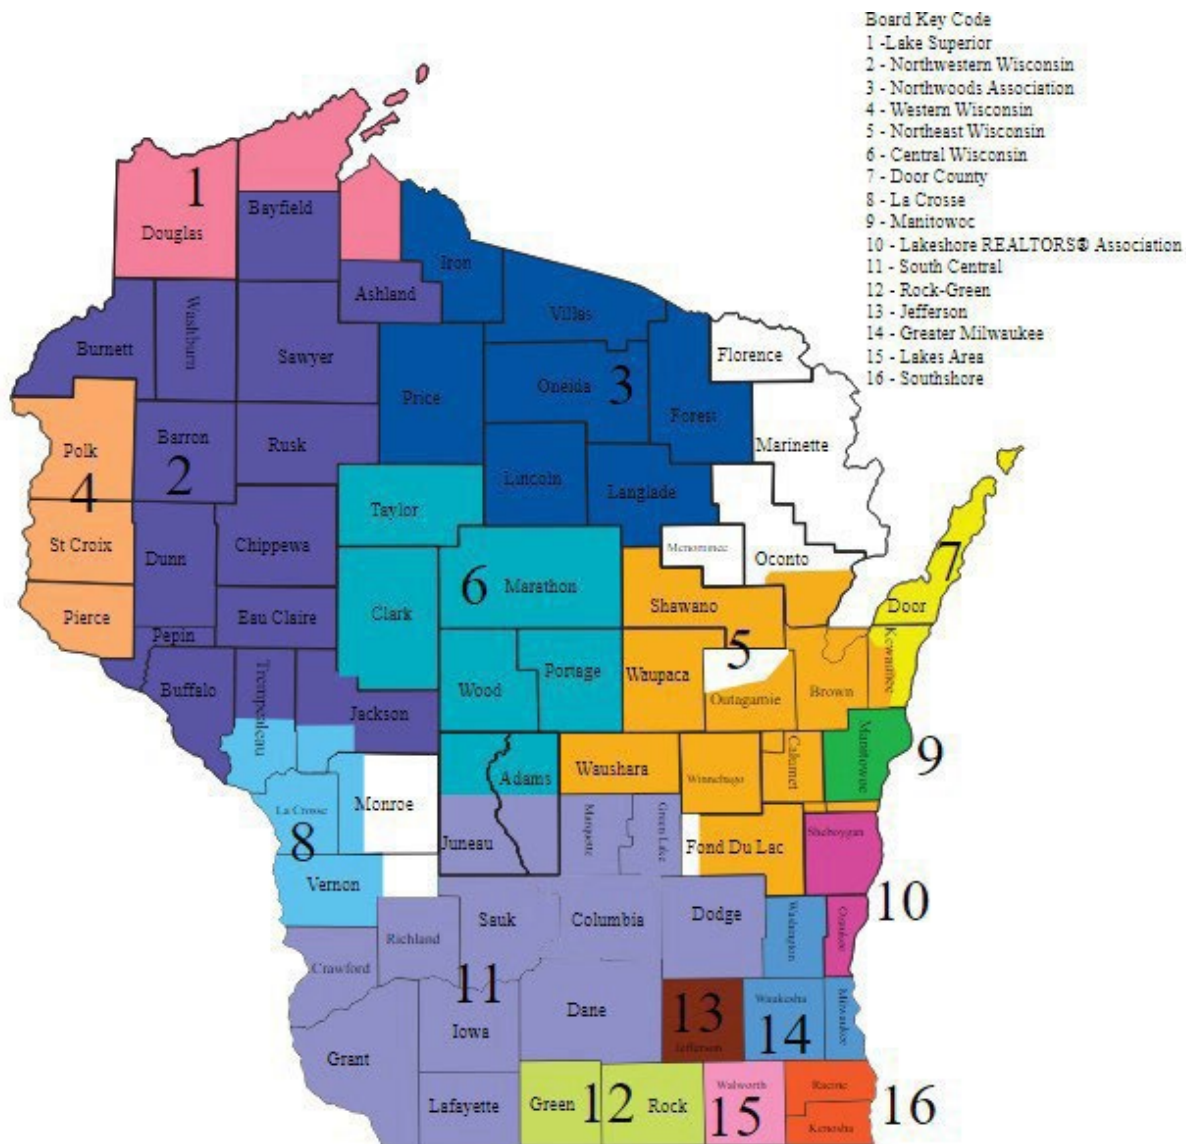 Board Key Code
1 -Lake Superior
2 - Northwestern Wisconsin
3 - Northwoods Association
4 - Western Wisconsin
5 - Northeast Wisconsin
6 - Central Wisconsin
7 - Door County
8 - La Crosse
9 - Manitowoc
10 - Lakeshore REALTORS® Association
11 - South Central
12 - Rock-Green
13 - Jefferson
14 - Greater Milwaukee
15 - Lakes Area
16 - Southshore
1
Douglas
Bayfield
Ashland
Iron
Vilas
Burnett
Washburn
Sawyer
Price
Oneida
3
Forest
Florence
Marinette
Polk
4
Barron
2
Rusk
Lincoln
Langlade
Taylor
St Croix
Dunn
Chippewa
Menominee
Oconto
7
6
Marathon
Clark
Shawano
Door
Pierce
Pepin
Eau Claire
5
Kewaunee
Buffalo
Trempealeau
Jackson
Wood
Portage
Waupaca
Outagamie
Brown
Adams
Waushara
Winnebago
Calumet
Manitowoc
9
La Crosse
8
Monroe
Juneau
Marquette
Green Lake
Fond Du Lac
Sheboygan
10
Vernon
Sauk
Columbia
Dodge
Washington
Ozaukee
Richland
Crawford
11
Iowa
Dane
13
Jefferson
Waukesha
14
Milwaukee
Grant
Lafayette
Green
12
Rock
Walworth
15
Racine
Kenosha
16